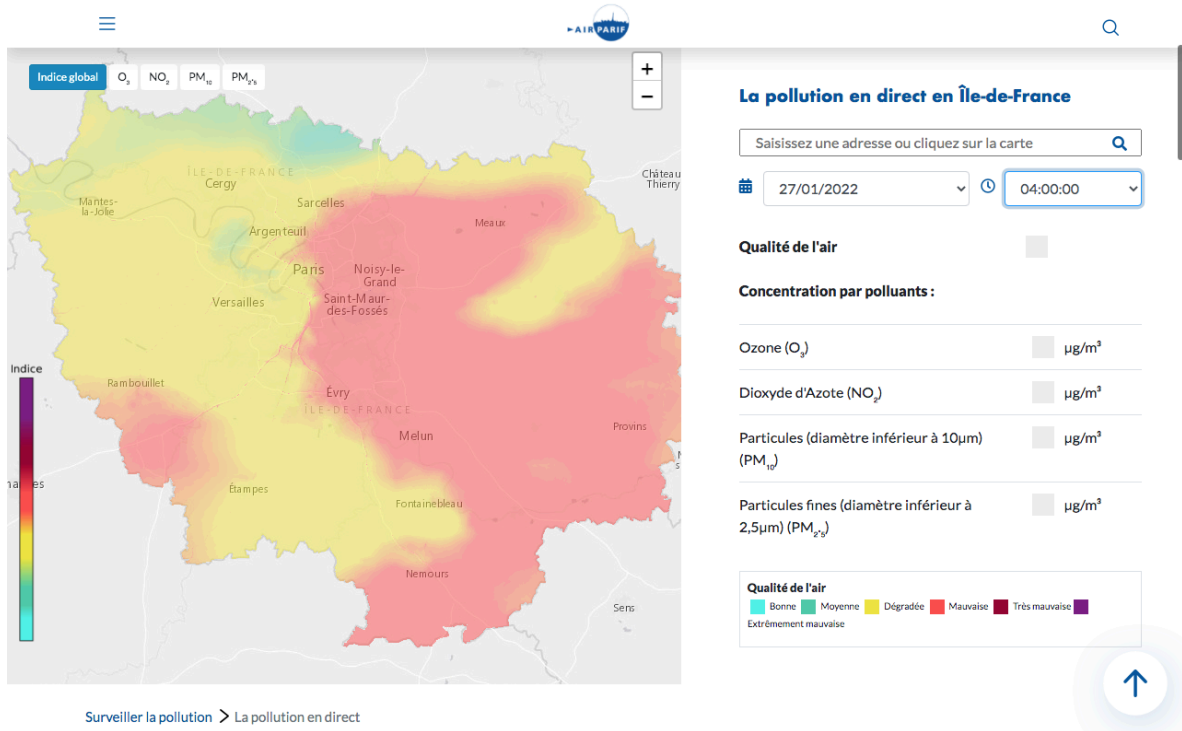 AIRPARIF
Indice global
O₃
NO₂
PM₁₀
PM₂.₅
+
−
ÎLE-DE-FRANCE
Cergy
Mantes-
la-Jolie
Sarcelles
Château
Thierry
Argenteuil
Meaux
Paris
Noisy-le-
Grand
Versailles
Saint-Maur-
des-Fossés
Indice
Rambouillet
Évry
ÎLE-DE-FRANCE
Melun
Provins
Étampes
Fontainebleau
Nemours
Sens
La pollution en direct en Île-de-France
Saisissez une adresse ou cliquez sur la carte
27/01/2022
04:00:00
Qualité de l'air
Concentration par polluants :
Ozone (O₃) µg/m³
Dioxyde d'Azote (NO₂) µg/m³
Particules (diamètre inférieur à 10µm) µg/m³
(PM₁₀)
Particules fines (diamètre inférieur à µg/m³
2,5µm) (PM₂.₅)
Qualité de l'air
Bonne Moyenne Dégradée Mauvaise Très mauvaise
Extrêmement mauvaise
Surveiller la pollution > La pollution en direct